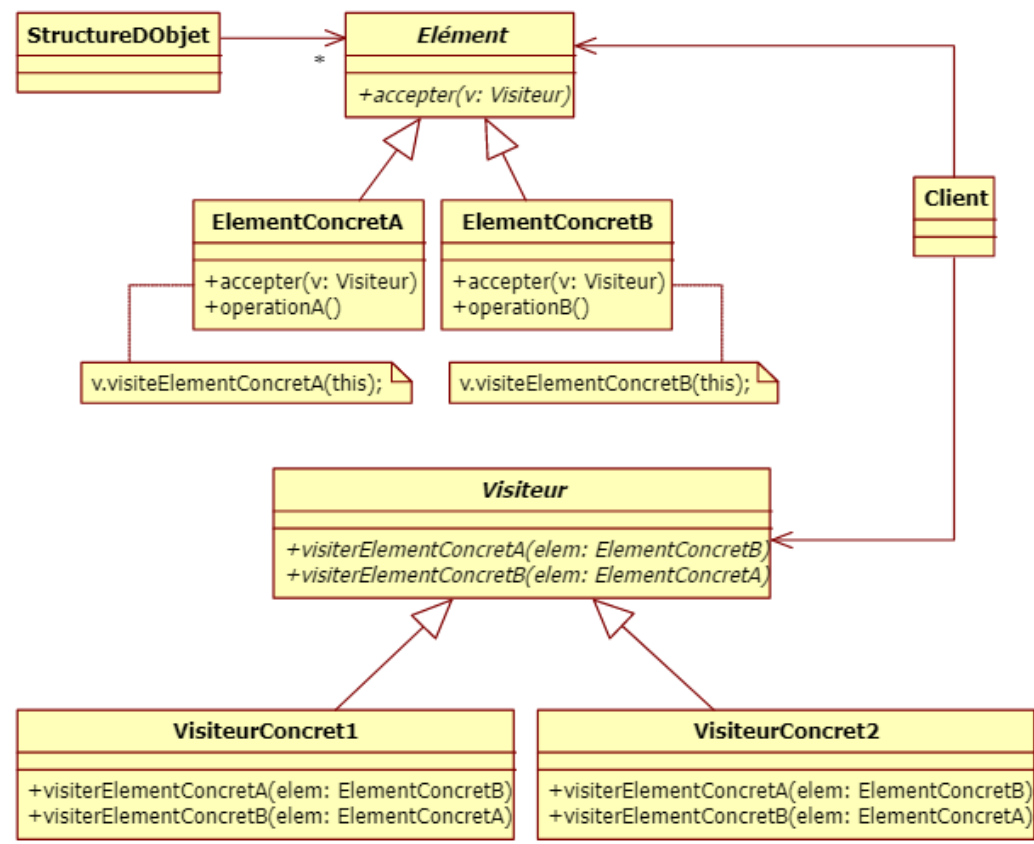 StructureDObjet
*
Elément
+accepter(v: Visiteur)
Client
ElementConcretA
+accepter(v: Visiteur)
+operationA()
ElementConcretB
+accepter(v: Visiteur)
+operationB()
v.visiteElementConcretA(this);
v.visiteElementConcretB(this);
Visiteur
+visiterElementConcretA(elem: ElementConcretB)
+visiterElementConcretB(elem: ElementConcretA)
VisiteurConcret1
+visiterElementConcretA(elem: ElementConcretB)
+visiterElementConcretB(elem: ElementConcretA)
VisiteurConcret2
+visiterElementConcretA(elem: ElementConcretB)
+visiterElementConcretB(elem: ElementConcretA)